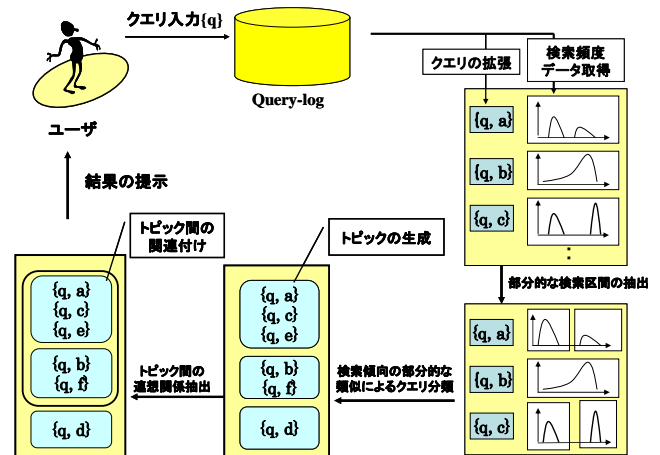 クエリ入力{q}
Query-log
ユーザ
クエリの拡張
検索頻度
データ取得
{q, a}
{q, b}
{q, c}
⋮
部分的な検索区間の抽出
{q, a}
{q, b}
{q, c}
検索傾向の部分的な
類似によるクエリ分類
トピックの生成
{q, a}
{q, c}
{q, e}
{q, b}
{q, f}
{q, d}
トピック間の
連想関係抽出
トピック間の
関連付け
{q, a}
{q, c}
{q, e}
{q, b}
{q, f}
{q, d}
結果の提示